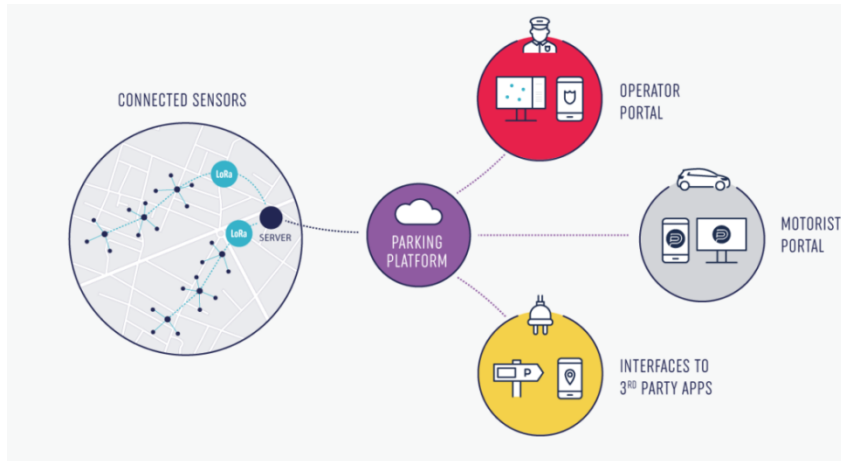 CONNECTED SENSORS
LoRa
LoRa
SERVER
PARKING
PLATFORM
OPERATOR
PORTAL
MOTORIST
PORTAL
P
INTERFACES TO
3RD PARTY APPS